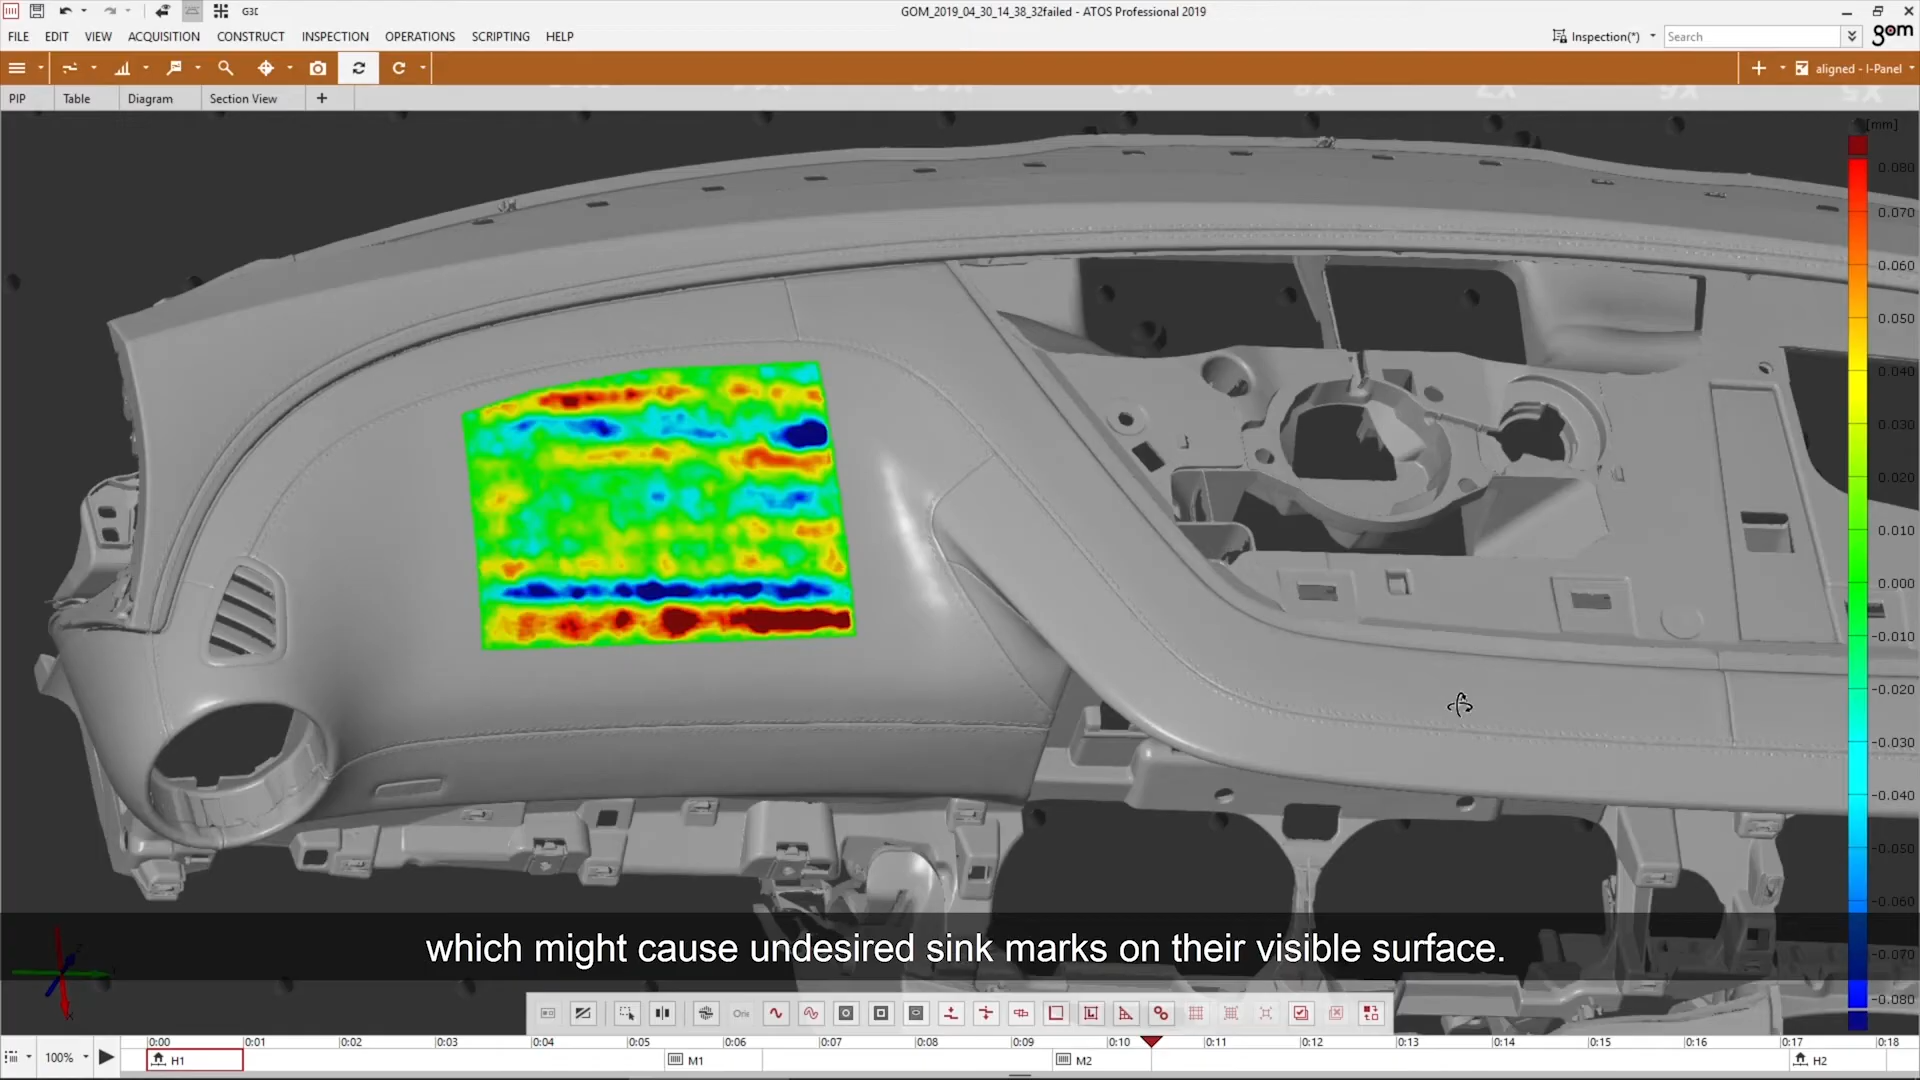 GOM_2019_04_30_14_38_32failed - ATOS Professional 2019
FILE EDIT VIEW ACQUISITION CONSTRUCT INSPECTION OPERATIONS SCRIPTING HELP
Inspection(*) Search gom
aligned - I-Panel
PIP Table Diagram Section View +
[mm]
0.080
0.070
0.060
0.050
0.040
0.030
0.020
0.010
0.000
-0.010
-0.020
-0.030
-0.040
-0.050
-0.060
-0.070
-0.080
which might cause undesired sink marks on their visible surface.
100% 0:00 0:01 0:02 0:03 0:04 0:05 0:06 0:07 0:08 0:09 0:10 0:11 0:12 0:13 0:14 0:15 0:16 0:17 0:18
H1 M1 M2 H2